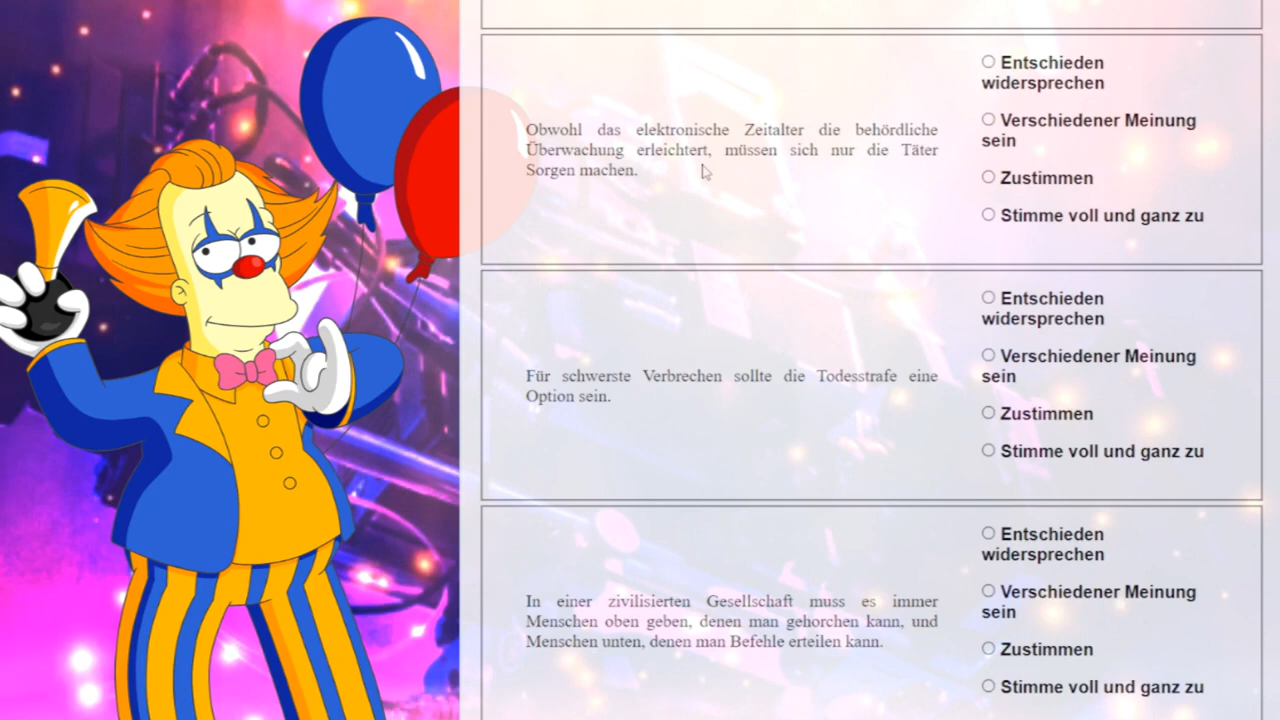 Entschieden
widersprechen
Verschiedener Meinung
sein
Obwohl das elektronische Zeitalter die behördliche
Überwachung erleichtert, müssen sich nur die Täter
Sorgen machen.
Zustimmen
Stimme voll und ganz zu
Entschieden
widersprechen
Verschiedener Meinung
sein
Für schwerste Verbrechen sollte die Todesstrafe eine
Option sein.
Zustimmen
Stimme voll und ganz zu
Entschieden
widersprechen
Verschiedener Meinung
sein
In einer zivilisierten Gesellschaft muss es immer
Menschen oben geben, denen man gehorchen kann, und
Menschen unten, denen man Befehle erteilen kann.
Zustimmen
Stimme voll und ganz zu